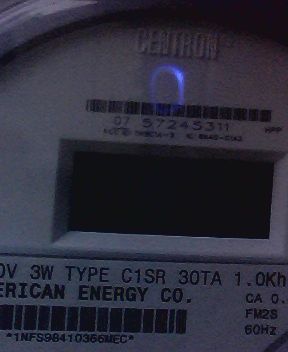 CENTRON
07 57245311
0V 3W TYPE C1SR 30TA 1.0Kh
ERICAN ENERGY CO.
CA 0.
FM2S
60Hz
*1NFS98410366MEC*